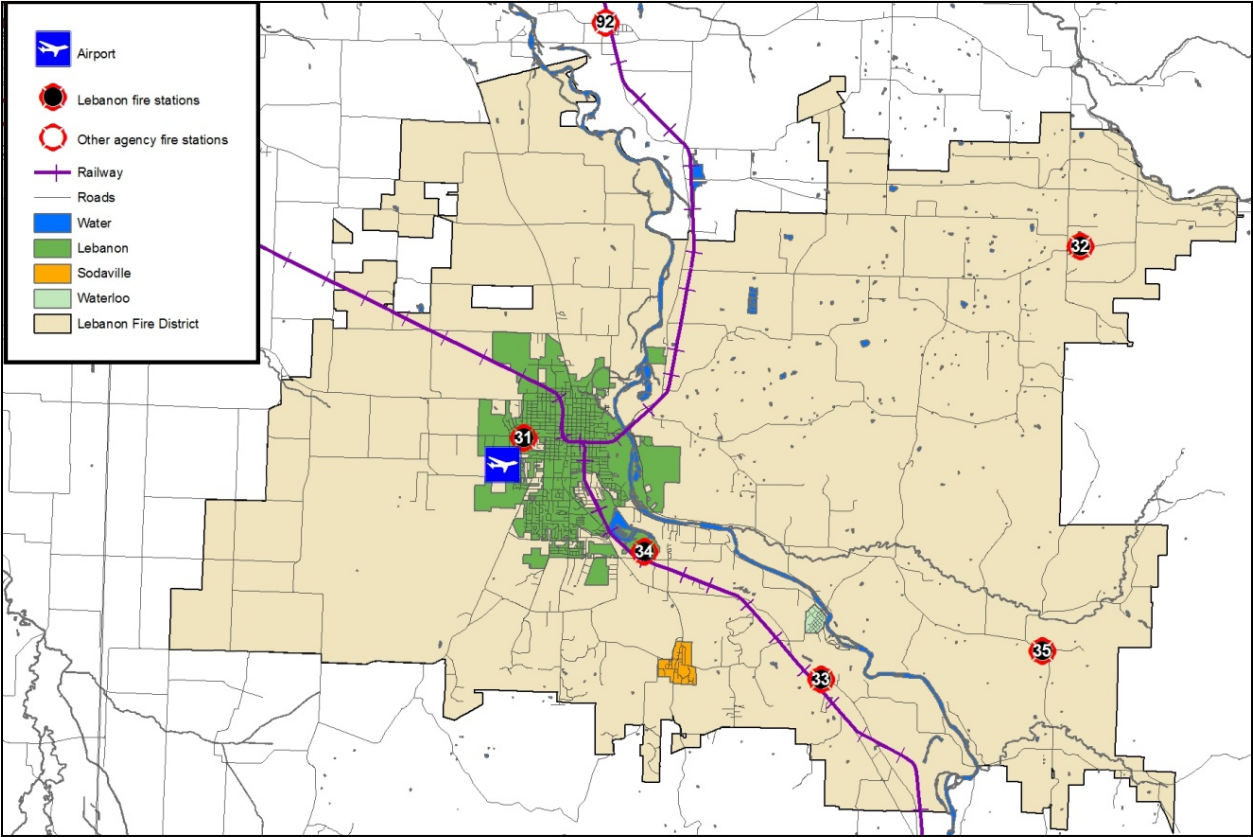 92
Airport
Lebanon fire stations
Other agency fire stations
Railway
Roads
Water
Lebanon
Sodaville
Waterloo
Lebanon Fire District
32
31
34
35
33